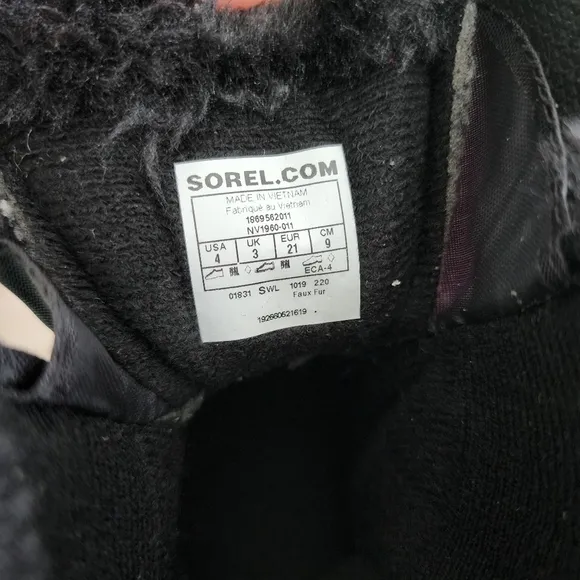 SOREL.COM
MADE IN VIETNAM
Fabriqué au Vietnam
1869562011
NV1960-011
USA UK EUR CM
4 3 21 9
ECA-4
01831 SWL 1019 220
Faux Fur
192660521619